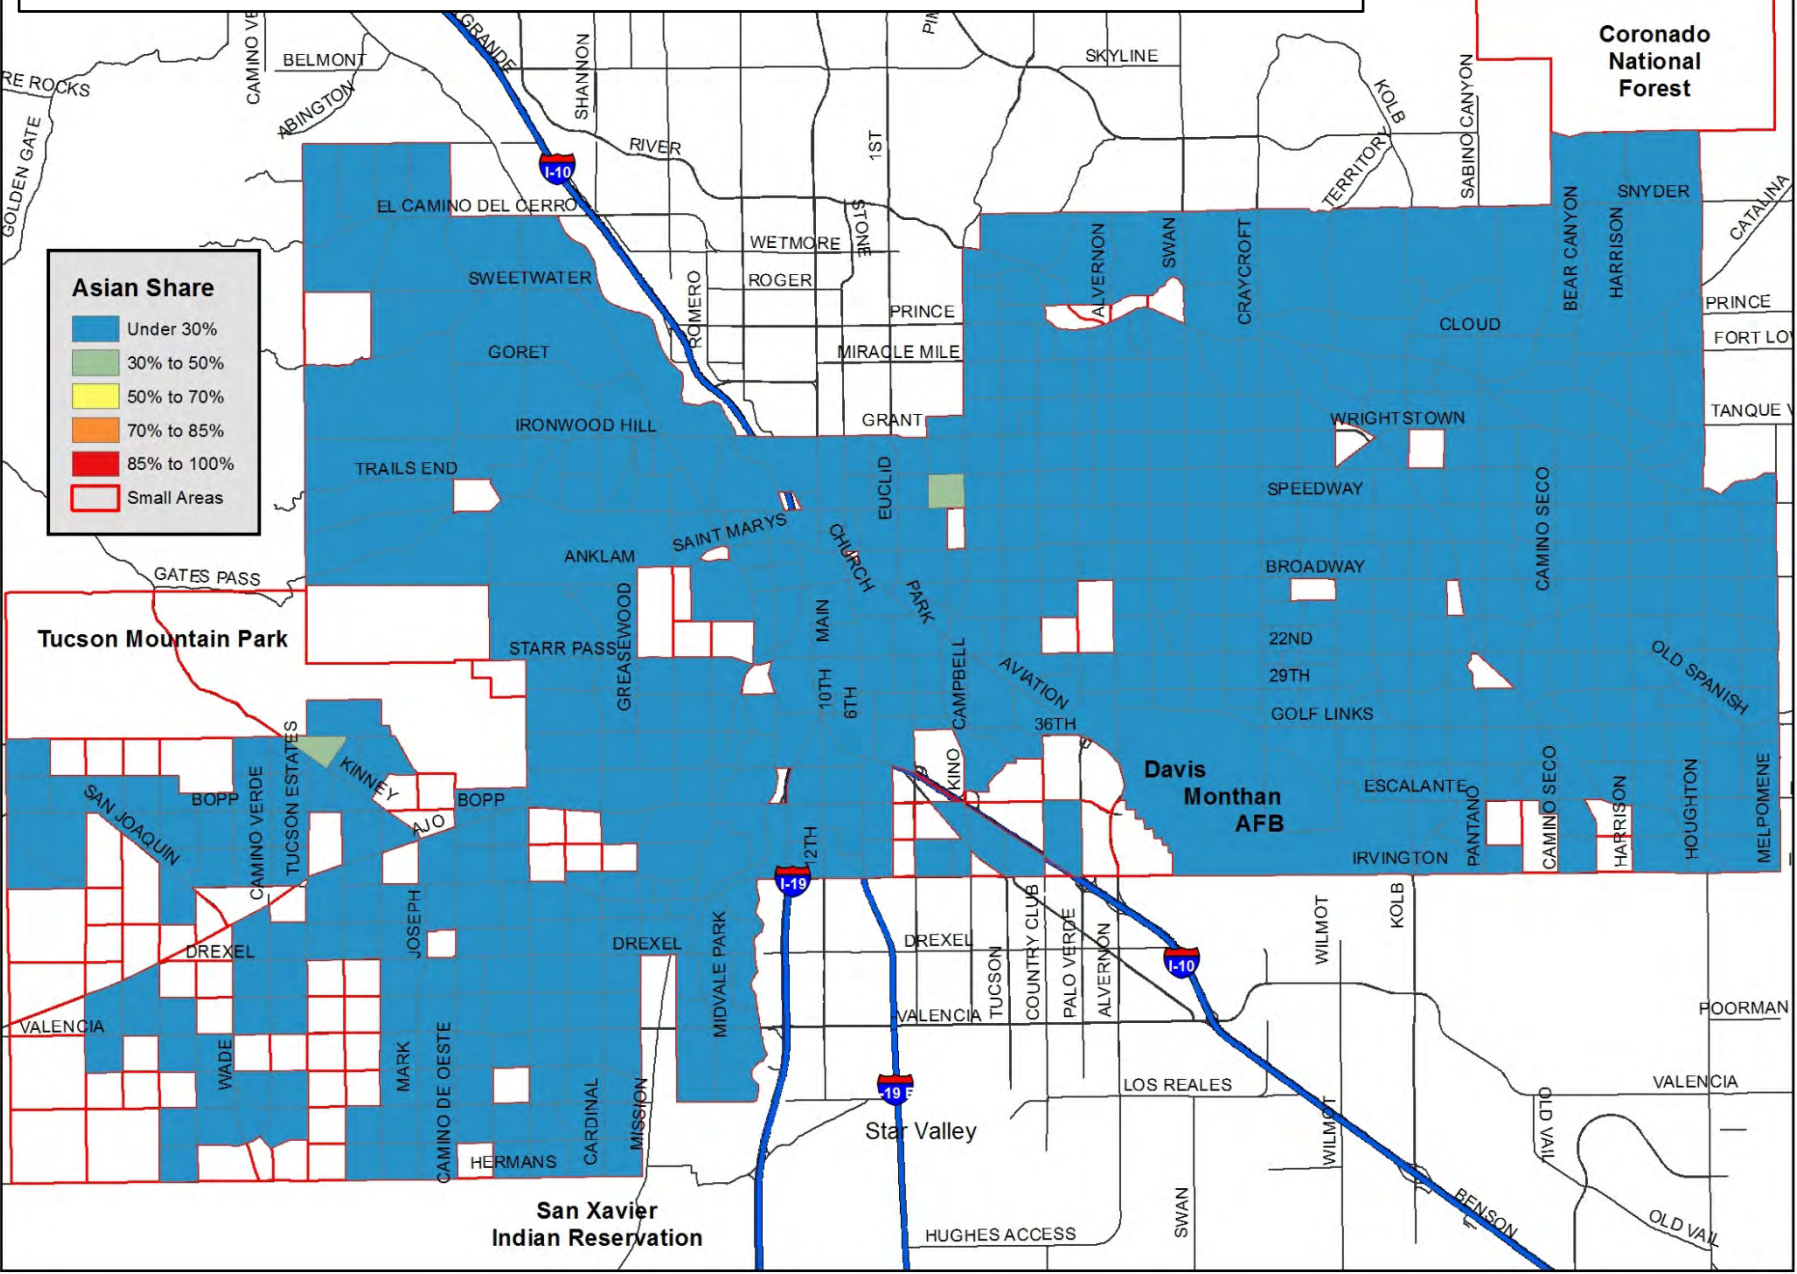 GRANDE
CAMINO VE
BELMONT
SHANNON
PIM
SKYLINE
Coronado
National
Forest
RE ROCKS
ABINGTON
KOLB
SABINO CANYON
GOLDEN GATE
RIVER
1ST
TERRITORY
I-10
EL CAMINO DEL CERRO
STONE
SNYDER
CATALINA
WETMORE
ALVERNON
SWAN
CRAYCROFT
BEAR CANYON
HARRISON
Asian Share
Under 30%
30% to 50%
50% to 70%
70% to 85%
85% to 100%
Small Areas
SWEETWATER
ROMERO
ROGER
PRINCE
PRINCE
CLOUD
FORT LO
GORET
MIRACLE MILE
IRONWOOD HILL
GRANT
WRIGHTSTOWN
TANQUE V
TRAILS END
EUCLID
SPEEDWAY
CAMINO SECO
SAINT MARYS
CHURCH
ANKLAM
BROADWAY
GATES PASS
GREASEWOOD
MAIN
PARK
Tucson Mountain Park
STARR PASS
22ND
OLD SPANISH
10TH
6TH
CAMPBELL
AVIATION
29TH
GOLF LINKS
36TH
TUCSON ESTATES
KINNEY
CAMINO VERDE
SAN JOAQUIN
BOPP
BOPP
AJO
KINO
Davis
Monthan
AFB
ESCALANTE
PANTANO
CAMINO SECO
HARRISON
HOUGHTON
MELPOMENE
12TH
IRVINGTON
I-19
JOSEPH
DREXEL
DREXEL
MIDVALE PARK
DREXEL
TUCSON
COUNTRY CLUB
PALO VERDE
ALVERNON
I-10
WILMOT
KOLB
VALENCIA
VALENCIA
POORMAN
WADE
MARK
CAMINO DE OESTE
CARDINAL
MISSION
-19
LOS REALES
VALENCIA
Star Valley
WILMOT
OLD VAIL
HERMANS
San Xavier
Indian Reservation
HUGHES ACCESS
SWAN
BENSON
OLD VAIL